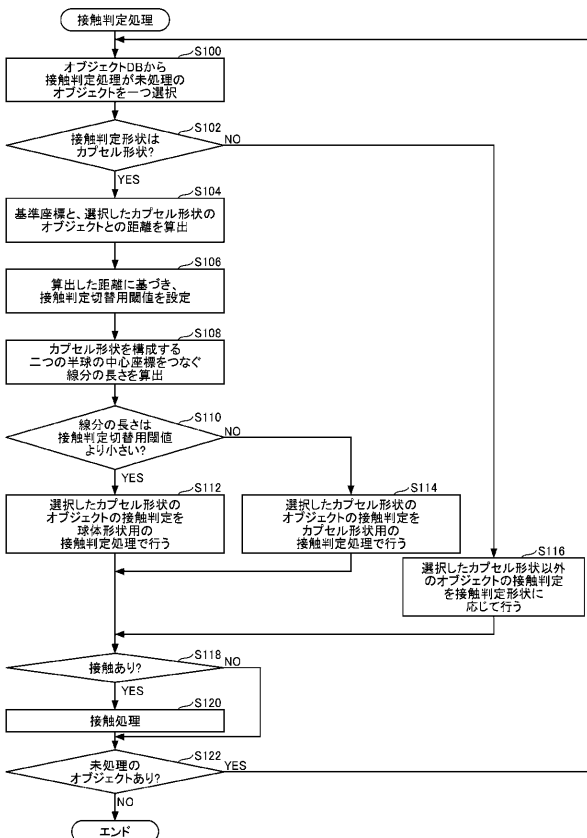 接触判定処理
S100
オブジェクトDBから
接触判定処理が未処理の
オブジェクトを一つ選択
S102
接触判定形状は
カプセル形状?
NO
YES
S104
基準座標と、選択したカプセル形状の
オブジェクトとの距離を算出
S106
算出した距離に基づき、
接触判定切替用閾値を設定
S108
カプセル形状を構成する
二つの半球の中心座標をつなぐ
線分の長さを算出
S110
線分の長さは
接触判定切替用閾値
より小さい?
NO
YES
S112
選択したカプセル形状の
オブジェクトの接触判定を
球体形状用の
接触判定処理で行う
S114
選択したカプセル形状の
オブジェクトの接触判定を
カプセル形状用の
接触判定処理で行う
S116
選択したカプセル形状以外
のオブジェクトの接触判定
を接触判定形状に
応じて行う
S118
接触あり?
NO
YES
S120
接触処理
S122
未処理の
オブジェクトあり?
YES
NO
エンド